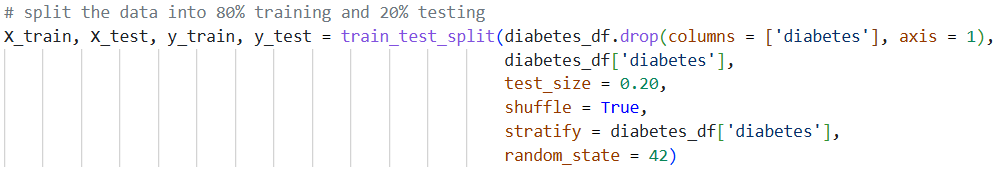 # split the data into 80% training and 20% testing
X_train, X_test, y_train, y_test = train_test_split(diabetes_df.drop(columns = ['diabetes'], axis = 1),
diabetes_df['diabetes'],
test_size = 0.20,
shuffle = True,
stratify = diabetes_df['diabetes'],
random_state = 42)